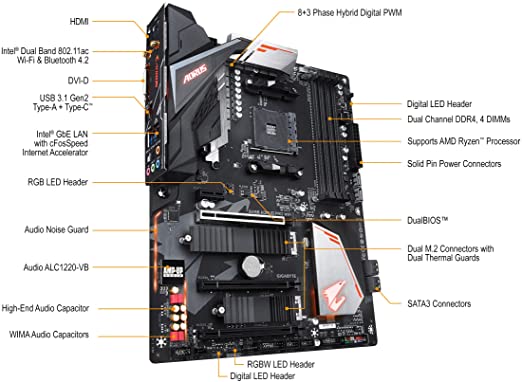 HDMI
Intel® Dual Band 802.11ac
Wi-Fi & Bluetooth 4.2
DVI-D
USB 3.1 Gen2
Type-A + Type-C™
Intel® GbE LAN
with cFosSpeed
Internet Accelerator
RGB LED Header
Audio Noise Guard
Audio ALC1220-VB
High-End Audio Capacitor
WIMA Audio Capacitors
8+3 Phase Hybrid Digital PWM
AORUS
Digital LED Header
Dual Channel DDR4, 4 DIMMs
Supports AMD Ryzen™ Processor
Solid Pin Power Connectors
DualBIOS™
Dual M.2 Connectors with
Dual Thermal Guards
SATA3 Connectors
AMP-UP
GIGABYTE
RGBW LED Header
Digital LED Header